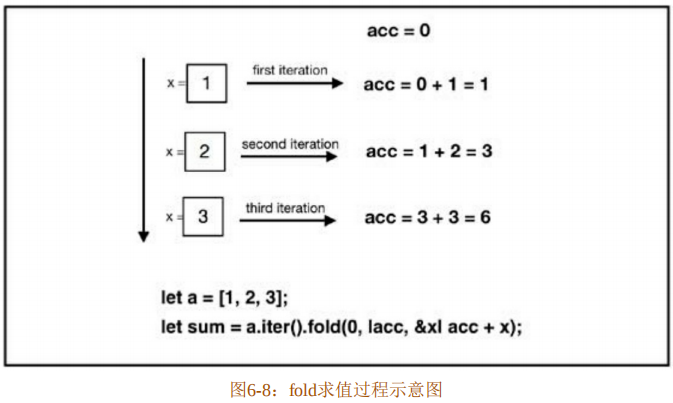 acc = 0
x = 1 first iteration acc = 0 + 1 = 1
x = 2 second iteration acc = 1 + 2 = 3
x = 3 third iteration acc = 3 + 3 = 6
let a = [1, 2, 3];
let sum = a.iter().fold(0, |acc, &x| acc + x);
图6-8：fold求值过程示意图